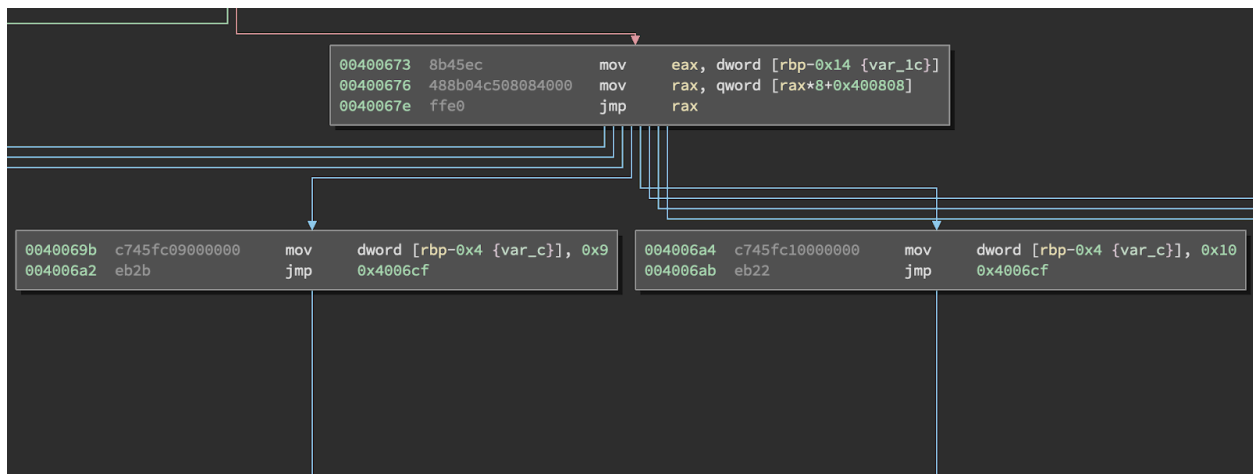 00400673 8b45ec mov eax, dword [rbp-0x14 {var_1c}]
00400676 488b04c508084000 mov rax, qword [rax*8+0x400808]
0040067e ffe0 jmp rax
0040069b c745fc09000000 mov dword [rbp-0x4 {var_c}], 0x9
004006a2 eb2b jmp 0x4006cf
004006a4 c745fc10000000 mov dword [rbp-0x4 {var_c}], 0x10
004006ab eb22 jmp 0x4006cf